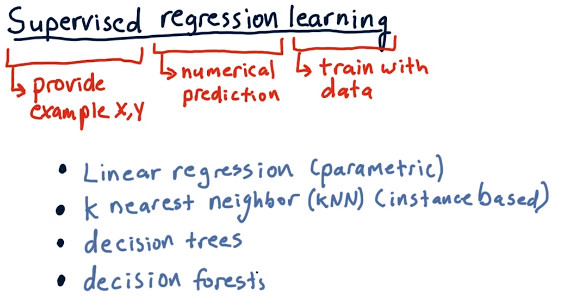 Supervised regression learning
↳ provide example X,Y
↳ numerical prediction
↳ train with data
• Linear regression (parametric)
• k nearest neighbor (kNN) (instance based)
• decision trees
• decision forests